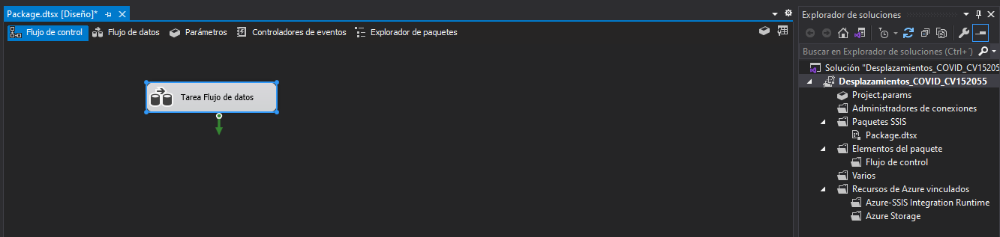 Package.dtsx [Diseño]*
Flujo de control
Flujo de datos
Parámetros
Controladores de eventos
Explorador de paquetes
Tarea Flujo de datos
Explorador de soluciones
Buscar en Explorador de soluciones (Ctrl+´)
Solución "Desplazamientos_COVID_CV15205
Desplazamientos_COVID_CV152055
Project.params
Administradores de conexiones
Paquetes SSIS
Package.dtsx
Elementos del paquete
Flujo de control
Varios
Recursos de Azure vinculados
Azure-SSIS Integration Runtime
Azure Storage